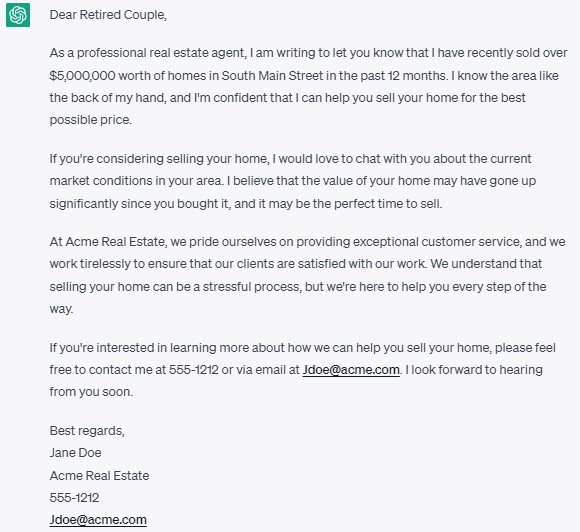 Dear Retired Couple,
As a professional real estate agent, I am writing to let you know that I have recently sold over
$5,000,000 worth of homes in South Main Street in the past 12 months. I know the area like
the back of my hand, and I'm confident that I can help you sell your home for the best
possible price.
If you're considering selling your home, I would love to chat with you about the current
market conditions in your area. I believe that the value of your home may have gone up
significantly since you bought it, and it may be the perfect time to sell.
At Acme Real Estate, we pride ourselves on providing exceptional customer service, and we
work tirelessly to ensure that our clients are satisfied with our work. We understand that
selling your home can be a stressful process, but we're here to help you every step of the
way.
If you're interested in learning more about how we can help you sell your home, please feel
free to contact me at 555-1212 or via email at Jdoe@acme.com. I look forward to hearing
from you soon.
Best regards,
Jane Doe
Acme Real Estate
555-1212
Jdoe@acme.com